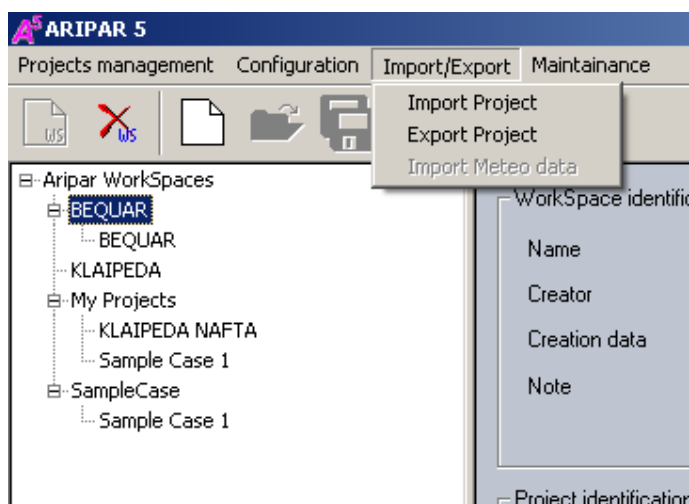 A5 ARIPAR 5
Projects management Configuration Import/Export Maintainance
Import Project
Export Project
Import Meteo data
WS
WS
Aripar WorkSpaces
BEQUAR
BEQUAR
KLAIPEDA
My Projects
KLAIPEDA NAFTA
Sample Case 1
SampleCase
Sample Case 1
WorkSpace identific
Name
Creator
Creation data
Note
Project identification